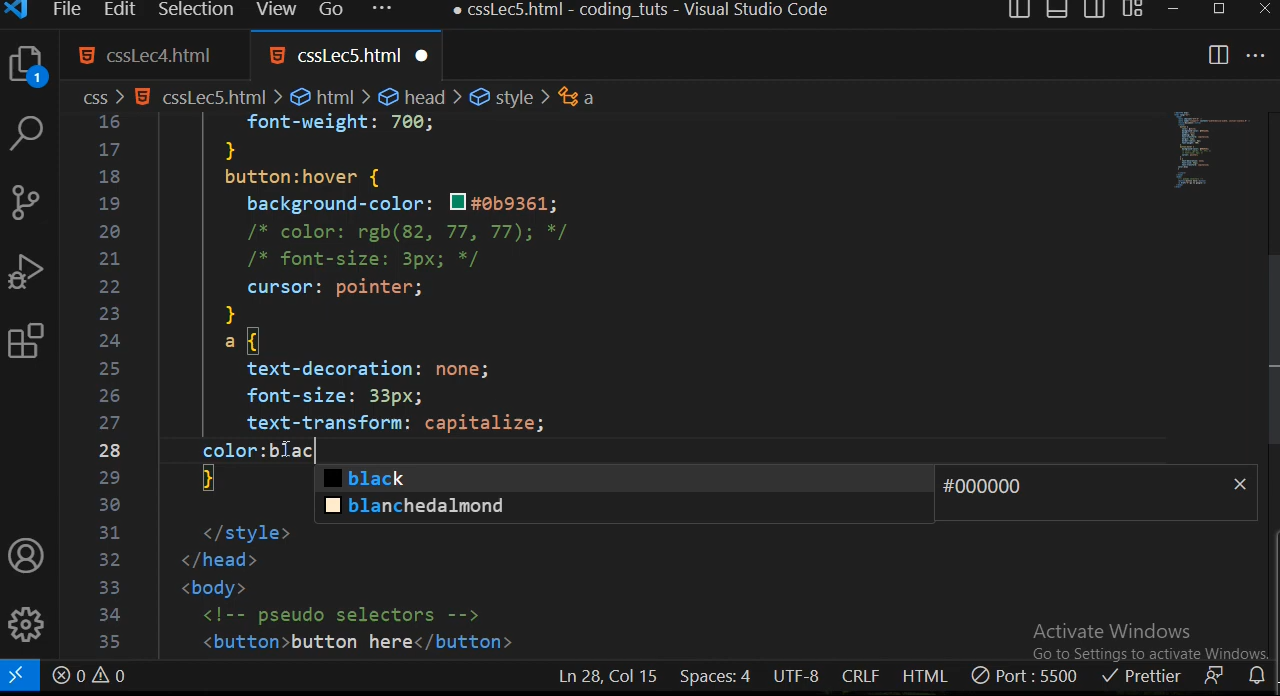 File Edit Selection View Go ··· ● cssLec5.html - coding_tuts - Visual Studio Code
cssLec4.html cssLec5.html ●
css > cssLec5.html > html > head > style > a
16 font-weight: 700;
17 }
18 button:hover {
19 background-color: #0b9361;
20 /* color: rgb(82, 77, 77); */
21 /* font-size: 3px; */
22 cursor: pointer;
23 }
24 a {
25 text-decoration: none;
26 font-size: 33px;
27 text-transform: capitalize;
28 color:blac
29 }
black #000000
blanchedalmond
30
31 </style>
32 </head>
33 <body>
34 <!-- pseudo selectors -->
35 <button>button here</button>
1
Activate Windows
Go to Settings to activate Windows.
0 0 Ln 28, Col 15 Spaces: 4 UTF-8 CRLF HTML Port : 5500 Prettier